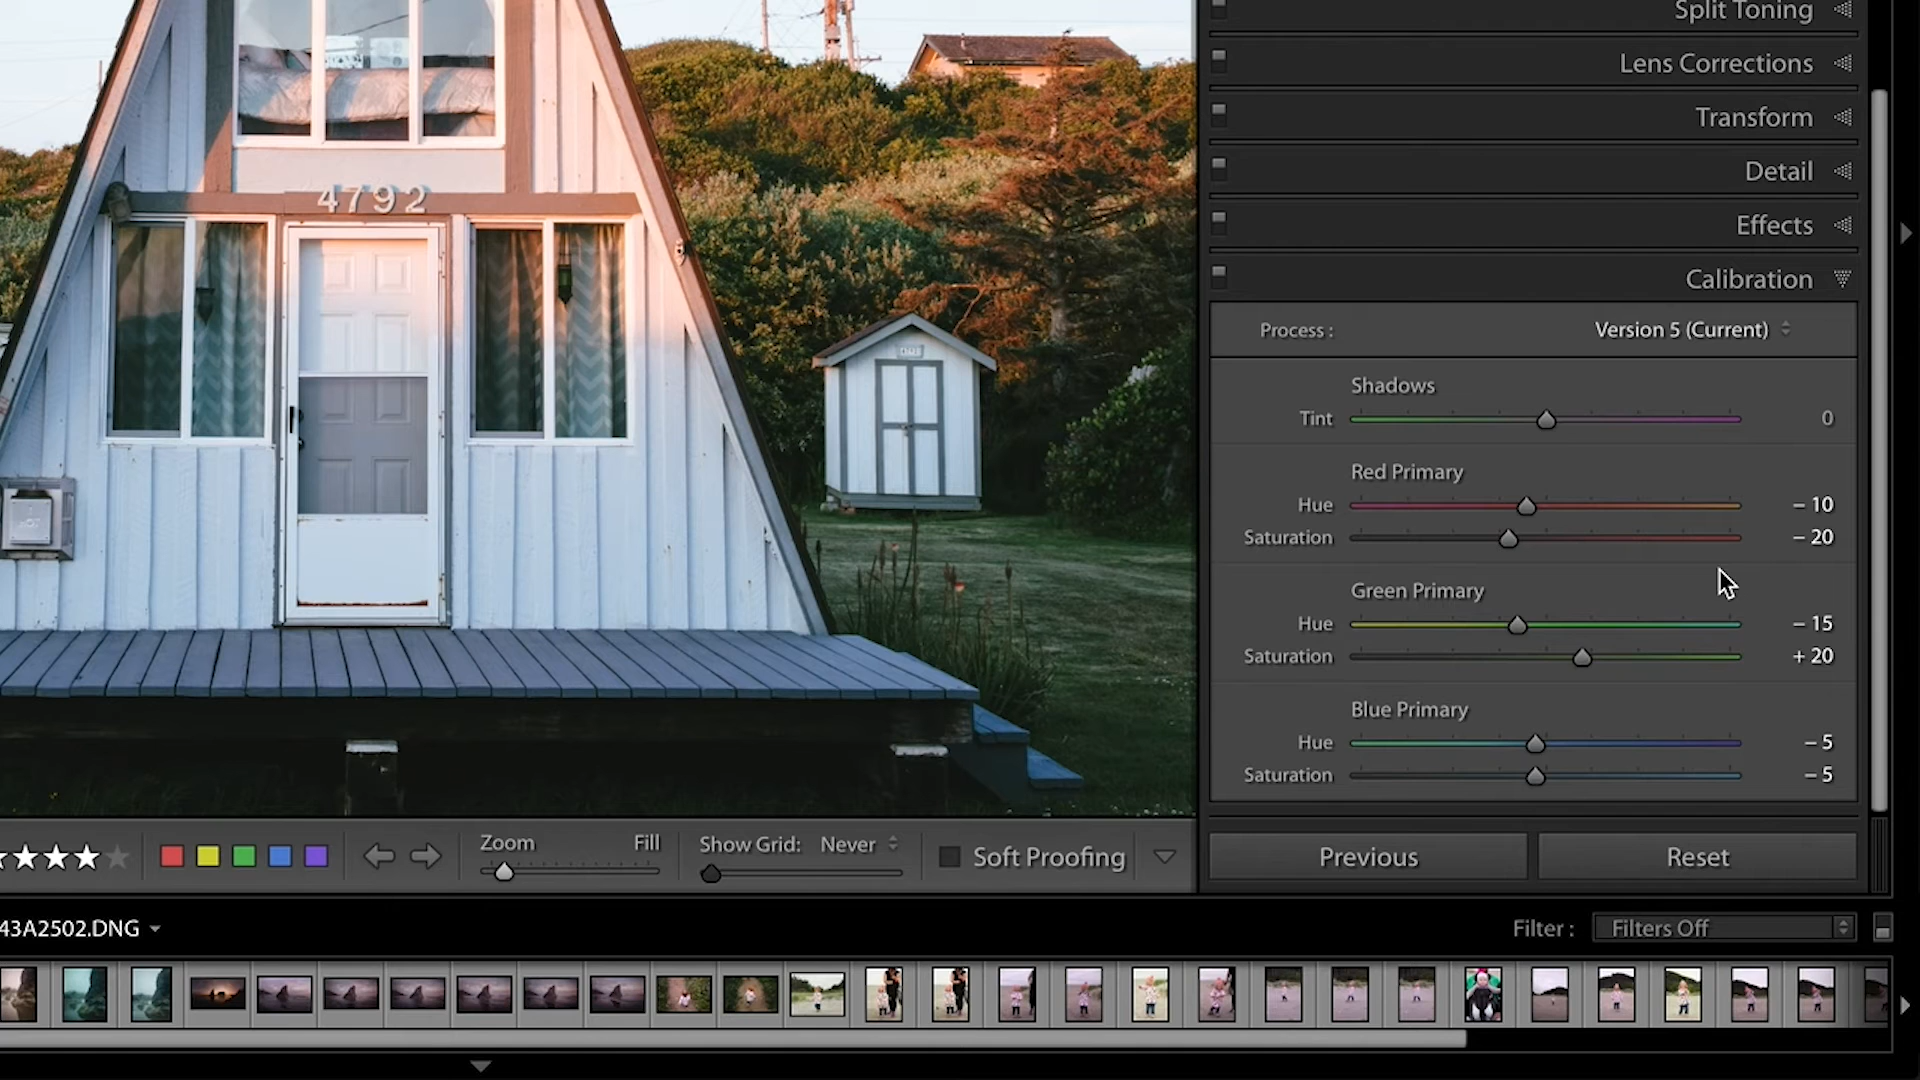 Split Toning
Lens Corrections
Transform
Detail
Effects
Calibration
Process : Version 5 (Current)
Shadows
Tint 0
Red Primary
Hue – 10
Saturation – 20
Green Primary
Hue – 15
Saturation + 20
Blue Primary
Hue – 5
Saturation – 5
Previous Reset
4792
4792
Zoom Fill Show Grid: Never Soft Proofing
43A2502.DNG
Filter : Filters Off